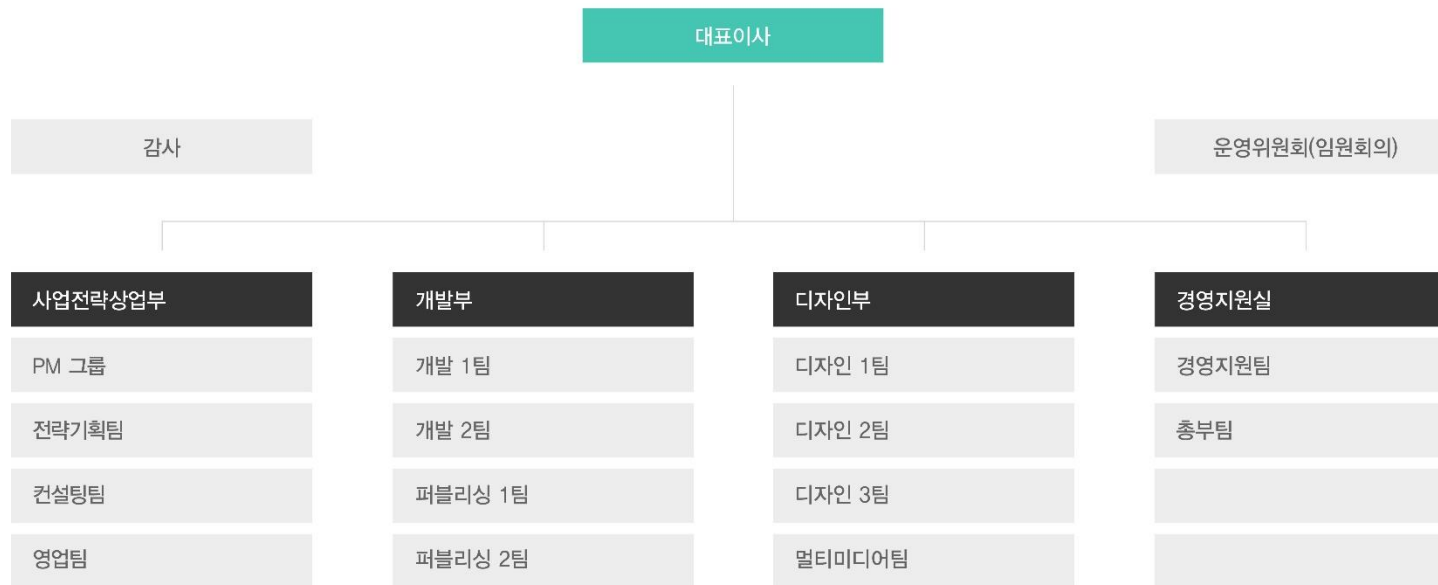 대표이사
감사
운영위원회(임원회의)
사업전략상업부
PM 그룹
전략기획팀
컨설팅팀
영업팀
개발부
개발 1팀
개발 2팀
퍼블리싱 1팀
퍼블리싱 2팀
디자인부
디자인 1팀
디자인 2팀
디자인 3팀
멀티미디어팀
경영지원실
경영지원팀
총부팀